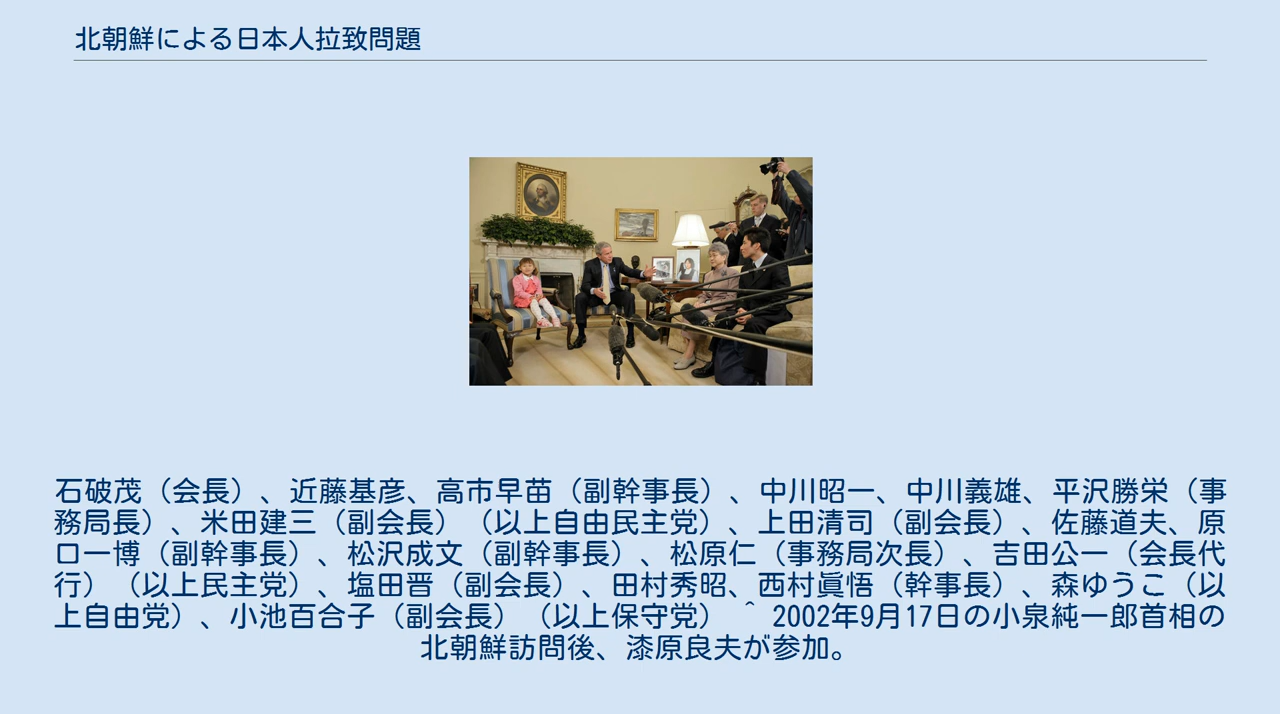 北朝鮮による日本人拉致問題
石破茂（会長）、近藤基彦、高市早苗（副幹事長）、中川昭一、中川義雄、平沢勝栄（事
務局長）、米田建三（副会長）（以上自由民主党）、上田清司（副会長）、佐藤道夫、原
口一博（副幹事長）、松沢成文（副幹事長）、松原仁（事務局次長）、吉田公一（会長代
行）（以上民主党）、塩田晋（副会長）、田村秀昭、西村眞悟（幹事長）、森ゆうこ（以
上自由党）、小池百合子（副会長）（以上保守党） ^ 2002年9月17日の小泉純一郎首相の
北朝鮮訪問後、漆原良夫が参加。